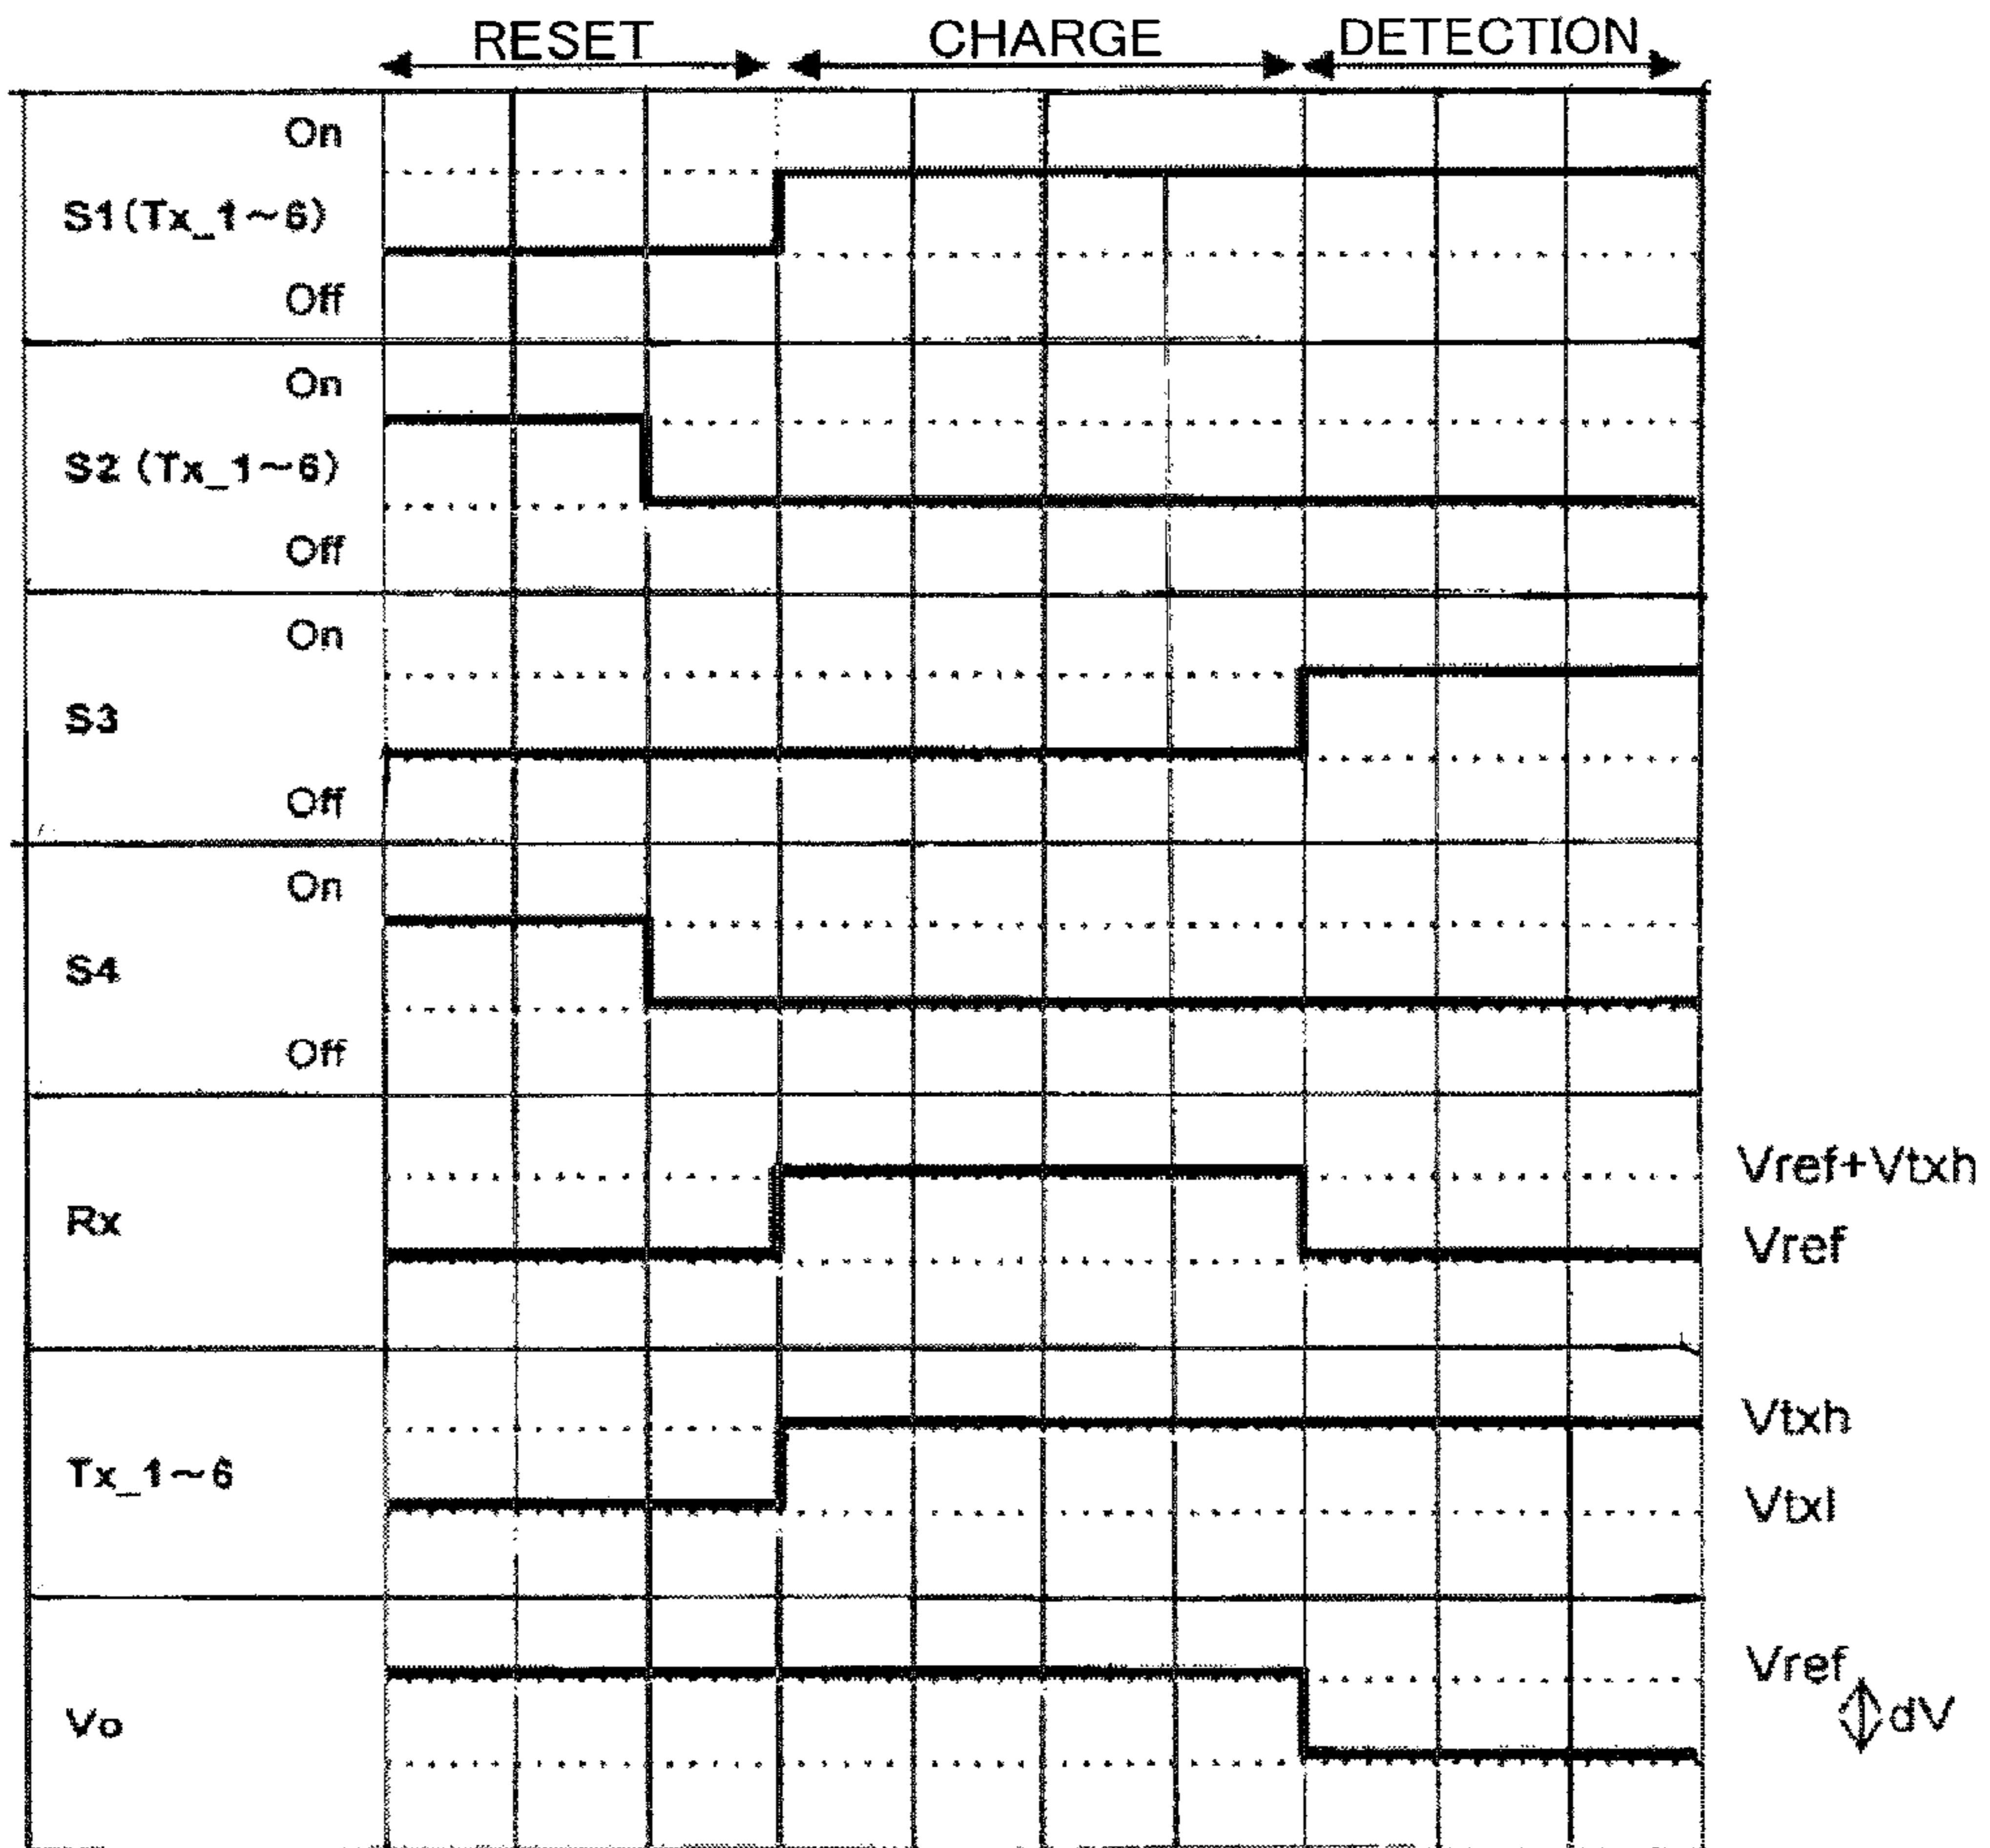 RESET CHARGE DETECTION
On
S1(Tx_1～6)
Off
On
S2 (Tx_1～6)
Off
On
S3
Off
On
S4
Off
Vref+Vtxh
Rx
Vref
Vtxh
Tx_1～6
Vtxl
Vref
Vo
dV